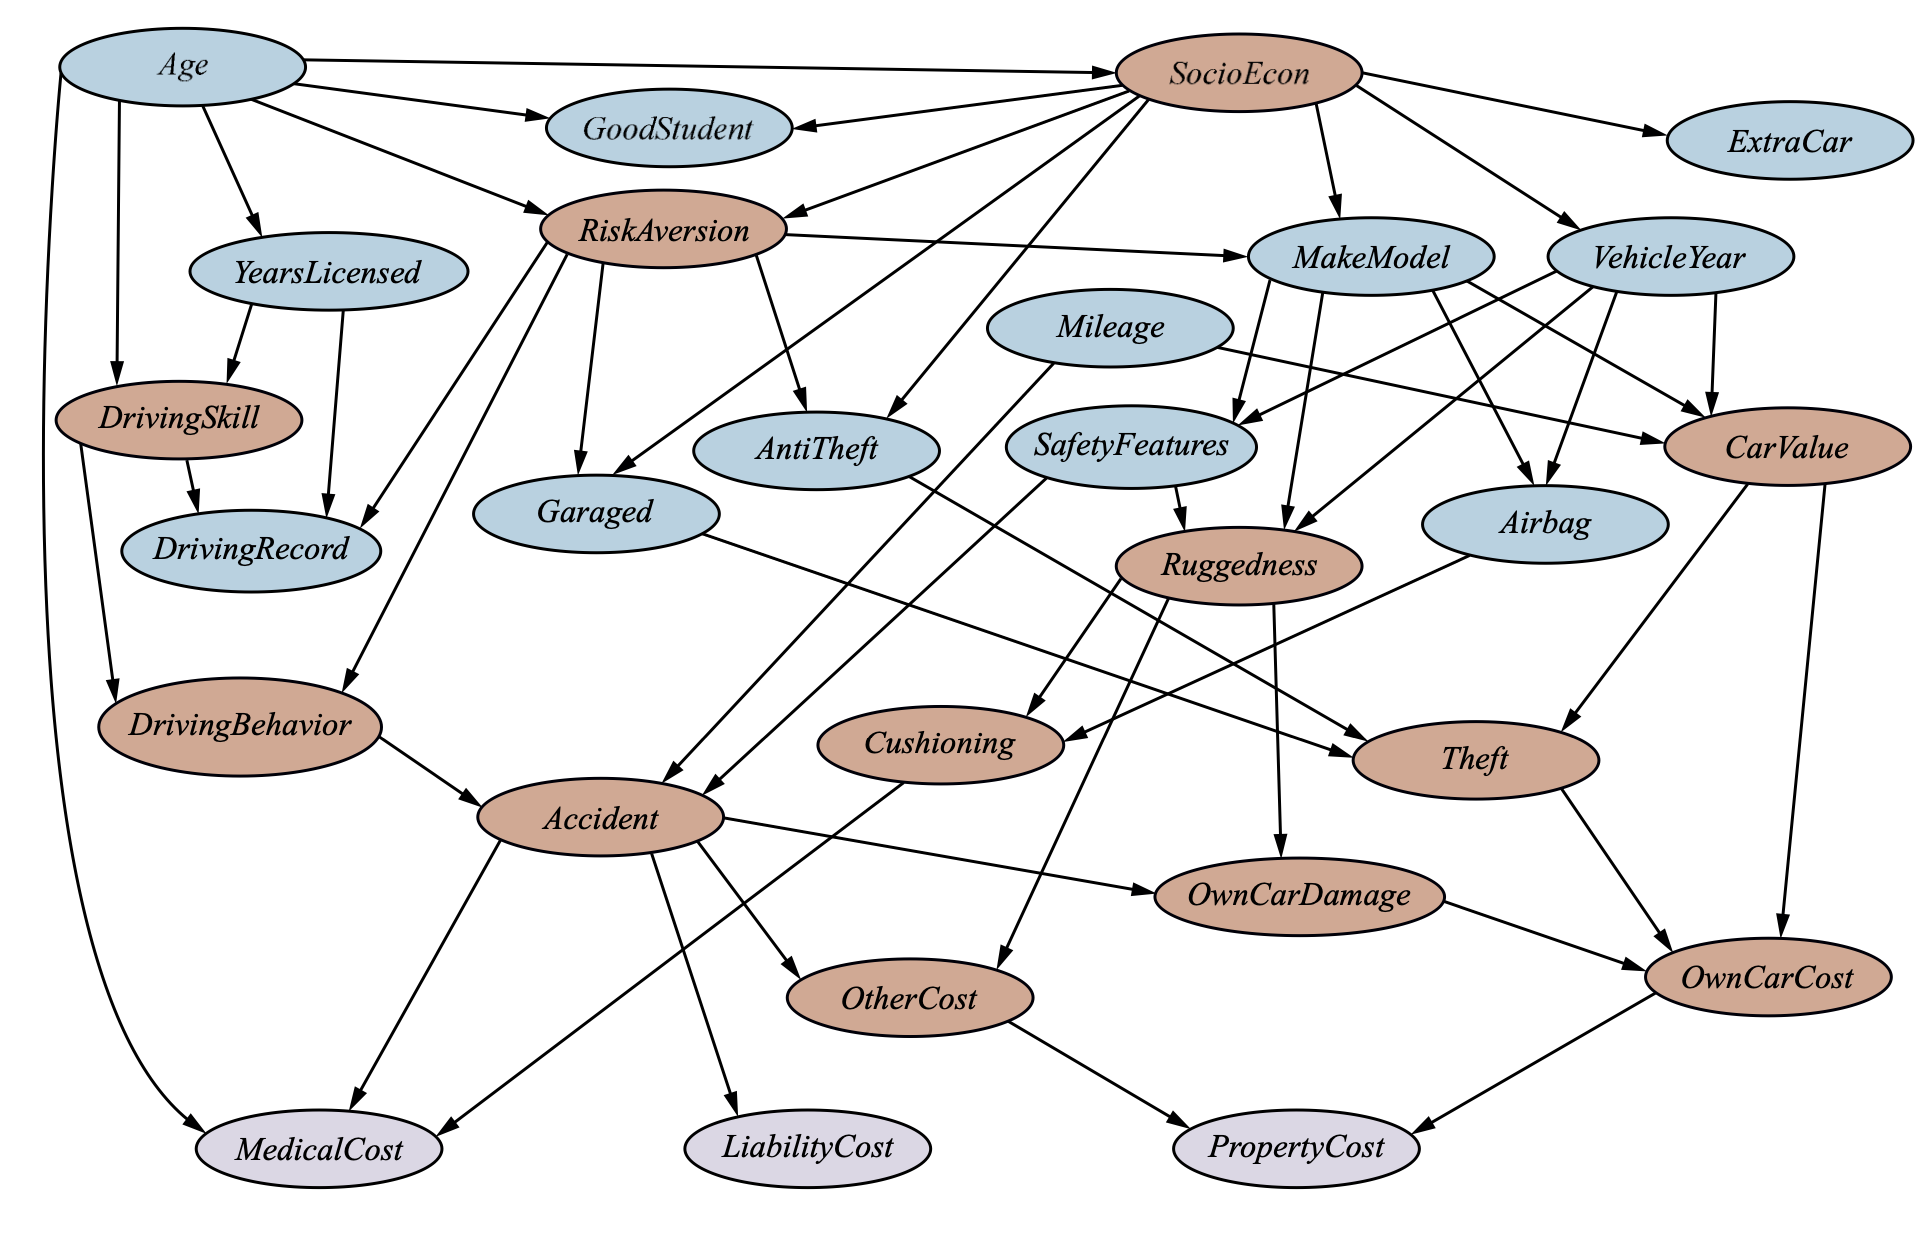 Age
SocioEcon
GoodStudent
ExtraCar
RiskAversion
YearsLicensed
MakeModel
VehicleYear
Mileage
DrivingSkill
AntiTheft
SafetyFeatures
CarValue
Garaged
Airbag
DrivingRecord
Ruggedness
DrivingBehavior
Cushioning
Theft
Accident
OwnCarDamage
OtherCost
OwnCarCost
MedicalCost
LiabilityCost
PropertyCost